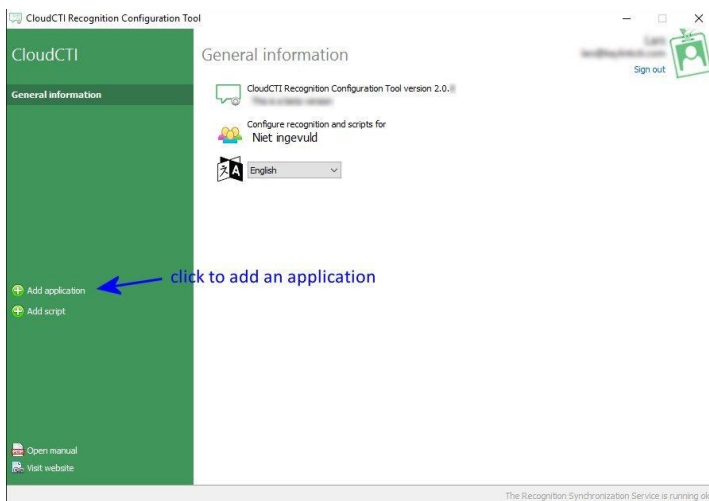 CloudCTI Recognition Configuration Tool
CloudCTI
General information
General information
Sign out
CloudCTI Recognition Configuration Tool version 2.0.
Configure recognition and scripts for
Niet ingevuld
English
click to add an application
Add application
Add script
Open manual
Visit website
The Recognition Synchronization Service is running ok